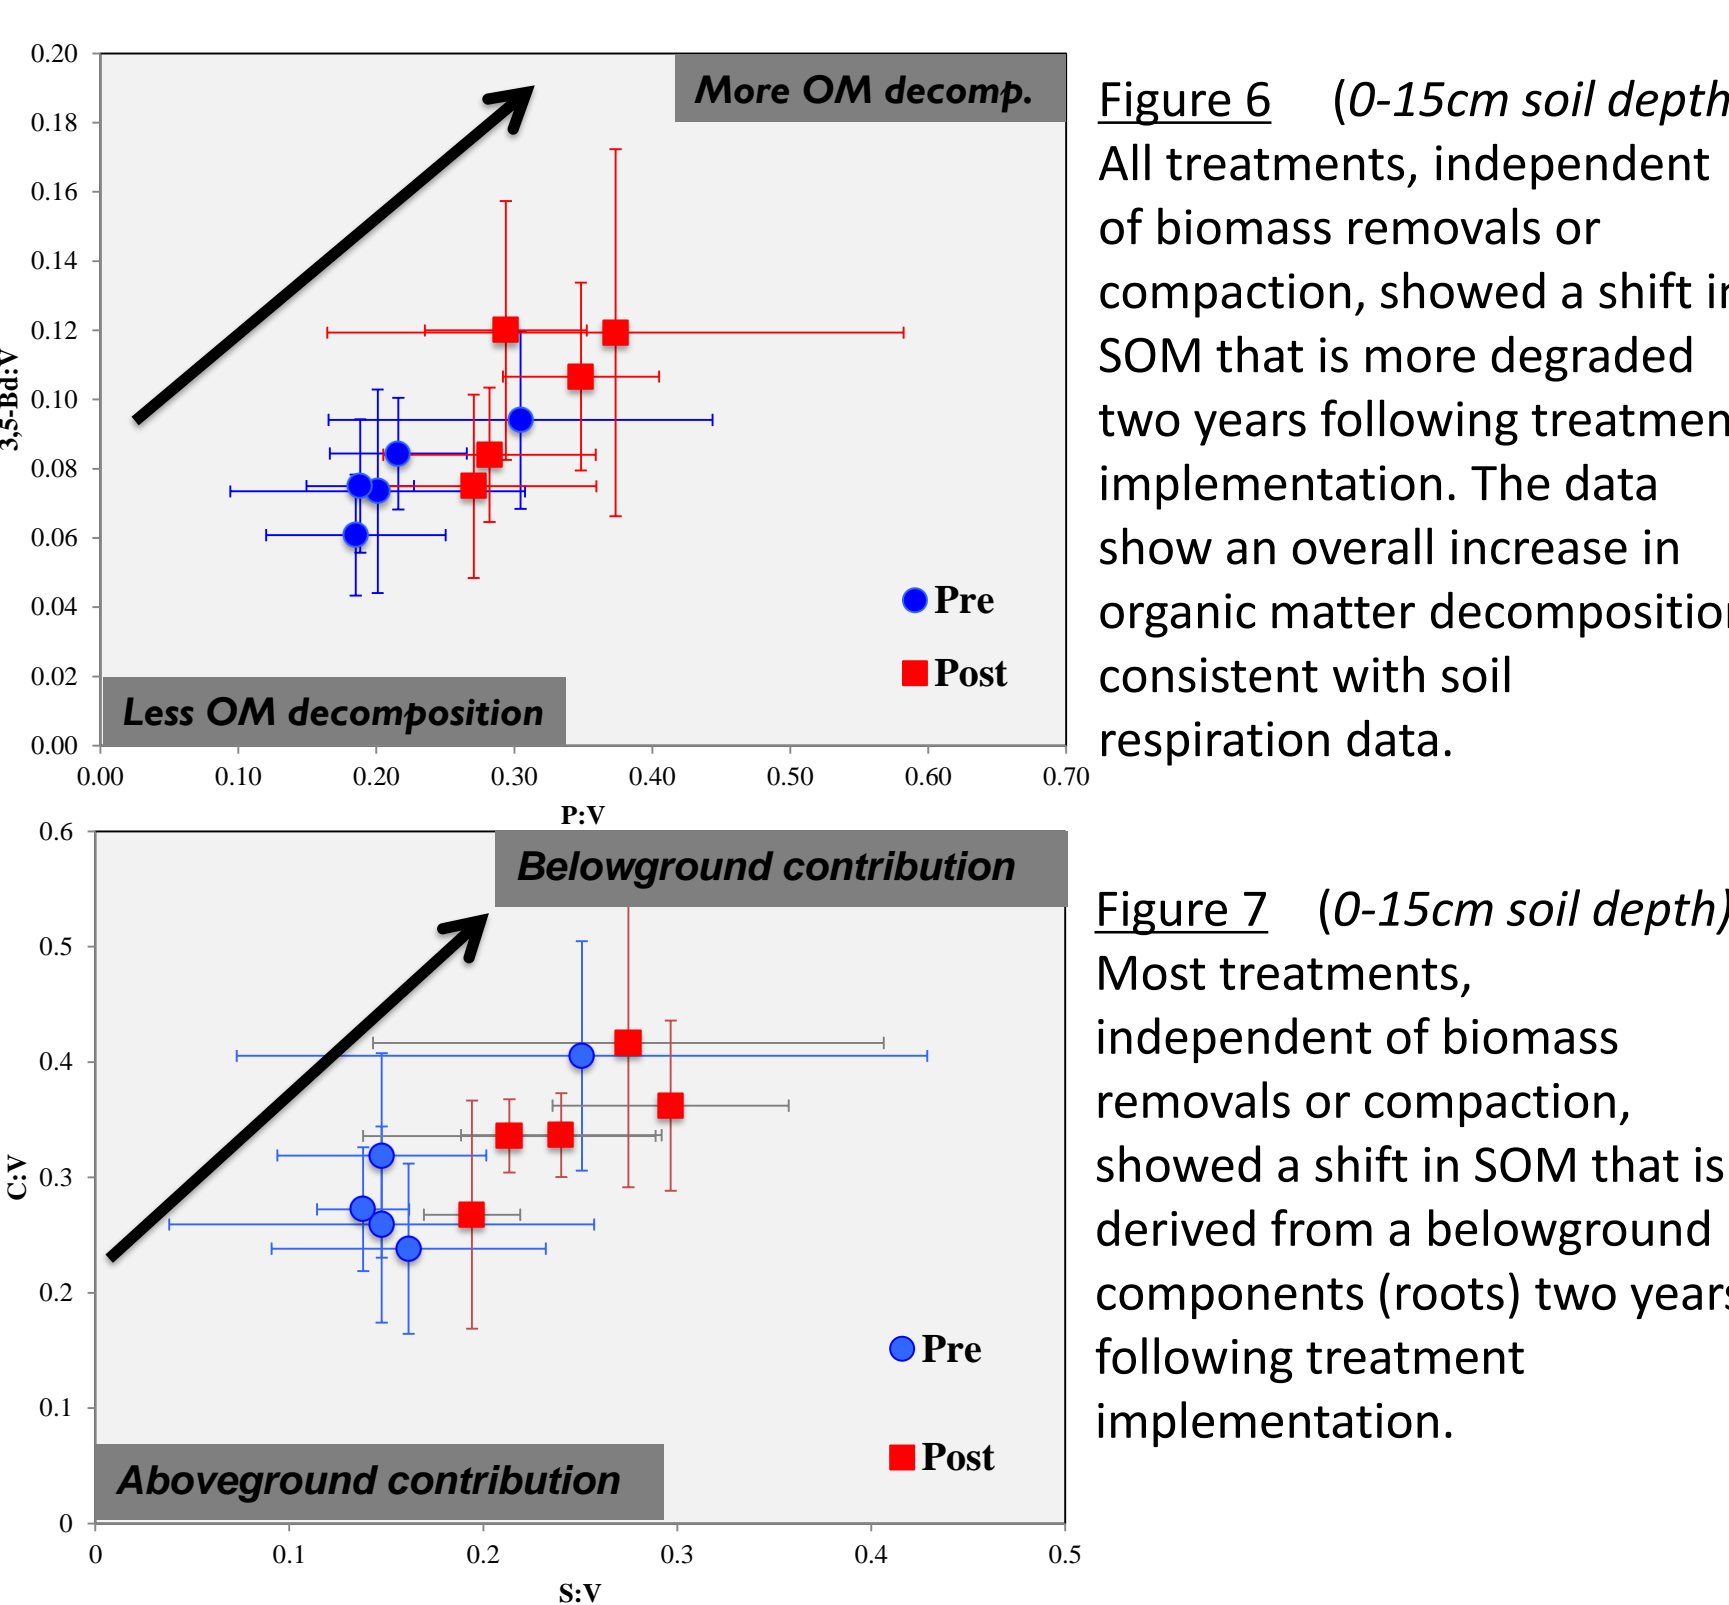 0.20
More OM decomp.
0.18
0.16
0.14
0.12
0.10
0.08
0.06
0.04
0.02
0.00
3,5-Bd:V
Pre
Post
Less OM decomposition
0.00 0.10 0.20 0.30 0.40 0.50 0.60 0.70
P:V
Figure 6 (0-15cm soil depth
All treatments, independent
of biomass removals or
compaction, showed a shift in
SOM that is more degraded
two years following treatmen
implementation. The data
show an overall increase in
organic matter decomposition
consistent with soil
respiration data.
0.6
Belowground contribution
0.5
0.4
0.3
0.2
0.1
0
C:V
Pre
Post
Aboveground contribution
0 0.1 0.2 0.3 0.4 0.5
S:V
Figure 7 (0-15cm soil depth)
Most treatments,
independent of biomass
removals or compaction,
showed a shift in SOM that is
derived from a belowground
components (roots) two years
following treatment
implementation.